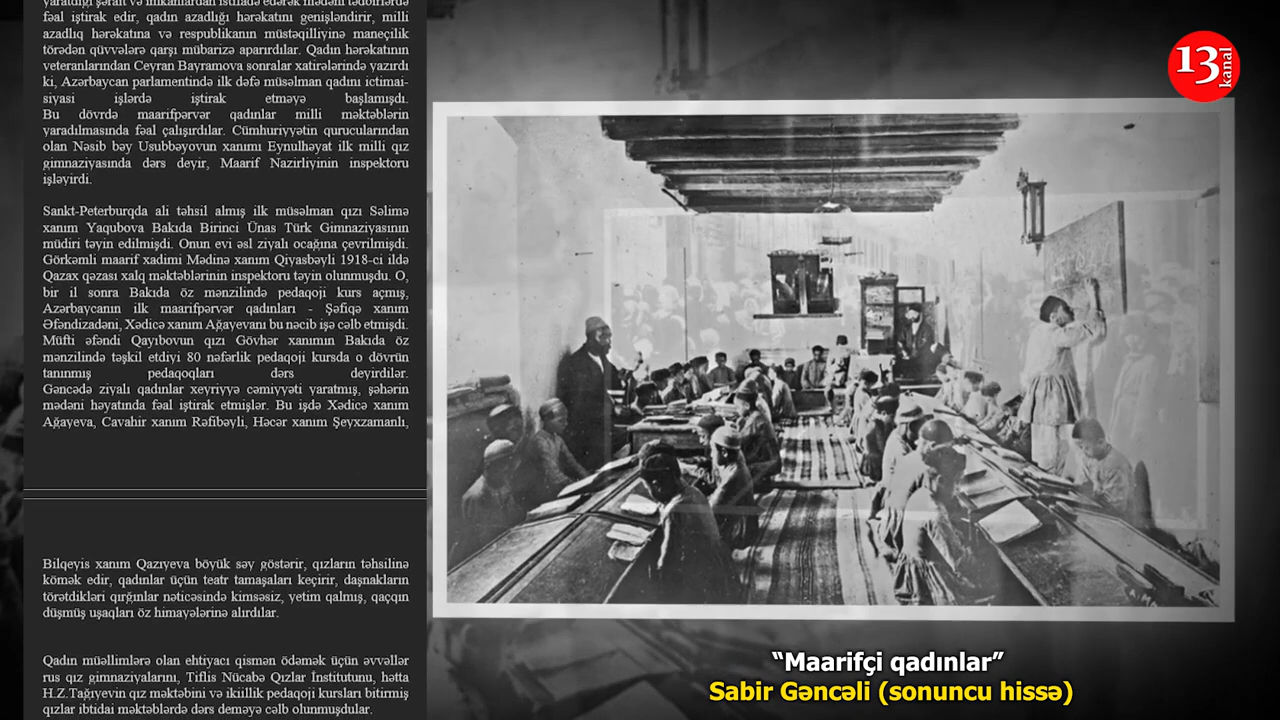 yaratdığı şərait və imkanlardan istifadə edərək mədəni tədbirlərdə
fəal iştirak edir, qadın azadlığı hərəkatını genişləndirir, milli
azadlıq hərəkatına və respublikanın müstəqilliyinə maneçilik
törədən qüvvələrə qarşı mübarizə aparırdılar. Qadın hərəkatının
veteranlarından Ceyran Bayramova sonralar xatirələrində yazırdı
ki, Azərbaycan parlamentində ilk dəfə müsəlman qadını ictimai-
siyasi işlərdə iştirak etməyə başlamışdı.
Bu dövrdə maarifpərvər qadınlar milli məktəblərin
yaradılmasında fəal çalışırdılar. Cümhuriyyətin qurucularından
olan Nəsib bəy Usubbəyovun xanımı Eynulhəyat ilk milli qız
gimnaziyasında dərs deyir, Maarif Nazirliyinin inspektoru
işləyirdi.
Sankt-Peterburqda ali təhsil almış ilk müsəlman qızı Səlimə
xanım Yaqubova Bakıda Birinci Ünas Türk Gimnaziyasının
müdiri təyin edilmişdi. Onun evi əsl ziyalı ocağına çevrilmişdi.
Görkəmli maarif xadimi Mədinə xanım Qiyasbəyli 1918-ci ildə
Qazax qəzası xalq məktəblərinin inspektoru təyin olunmuşdu. O,
bir il sonra Bakıda öz mənzilində pedaqoji kurs açmış,
Azərbaycanın ilk maarifpərvər qadınları - Şəfiqə xanım
Əfəndizadəni, Xədicə xanım Ağayevanı bu nəcib işə cəlb etmişdi.
Müfti əfəndi Qayıbovun qızı Gövhər xanımın Bakıda öz
mənzilində təşkil etdiyi 80 nəfərlik pedaqoji kursda o dövrün
tanınmış pedaqoqları dərs deyirdilər.
Gəncədə ziyalı qadınlar xeyriyyə cəmiyyəti yaratmış, şəhərin
mədəni həyatında fəal iştirak etmişlər. Bu işdə Xədicə xanım
Ağayeva, Cavahir xanım Rəfibəyli, Həcər xanım Şeyxzamanlı,
Bilqeyis xanım Qazıyeva böyük səy göstərir, qızların təhsilinə
kömək edir, qadınlar üçün teatr tamaşaları keçirir, daşnakların
törətdikləri qırğınlar nəticəsində kimsəsiz, yetim qalmış, qaçqın
düşmüş uşaqları öz himayələrinə alırdılar.
Qadın müəllimlərə olan ehtiyacı qismən ödəmək üçün əvvəllər
rus qız gimnaziyalarını, Tiflis Nücabə Qızlar İnstitutunu, hətta
H.Z.Tağıyevin qız məktəbini və ikiillik pedaqoji kursları bitirmiş
qızlar ibtidai məktəblərdə dərs deməyə cəlb olunmuşdular.
13 kanal
“Maarifçi qadınlar”
Sabir Gəncəli (sonuncu hissə)